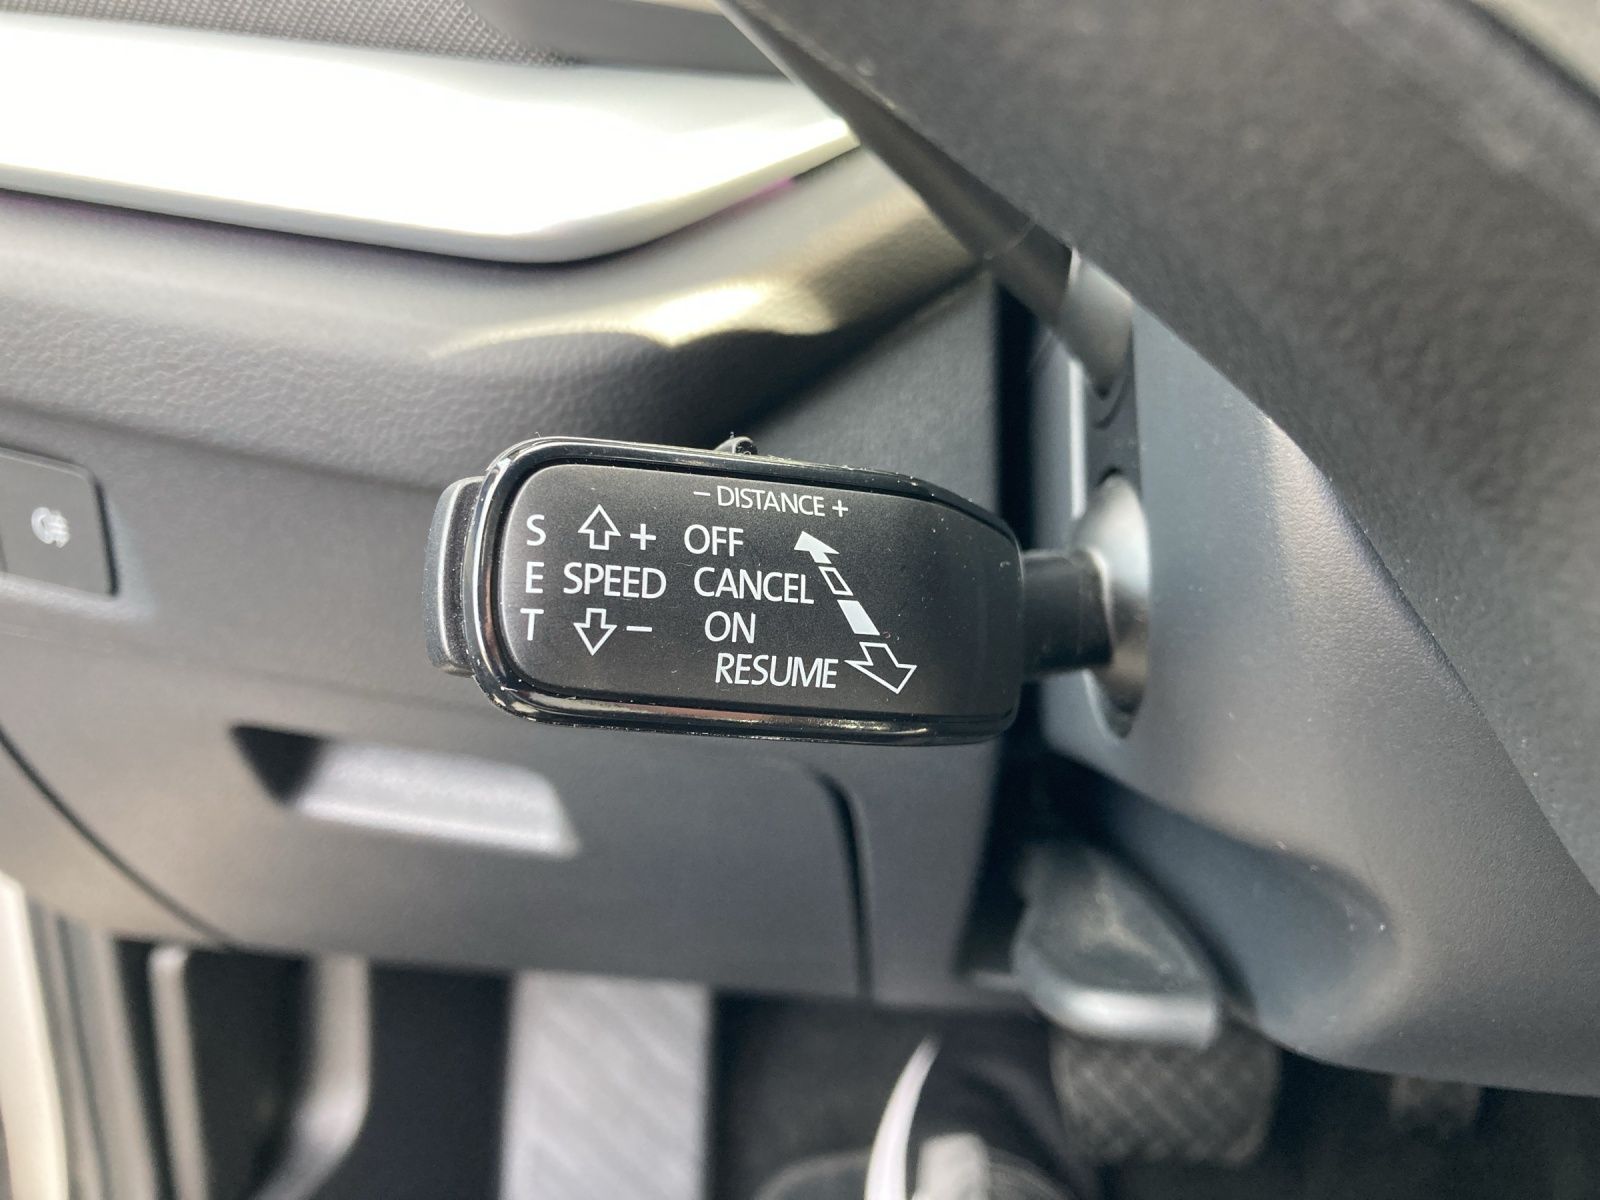 - DISTANCE +
S + OFF
E SPEED CANCEL
T - ON
RESUME